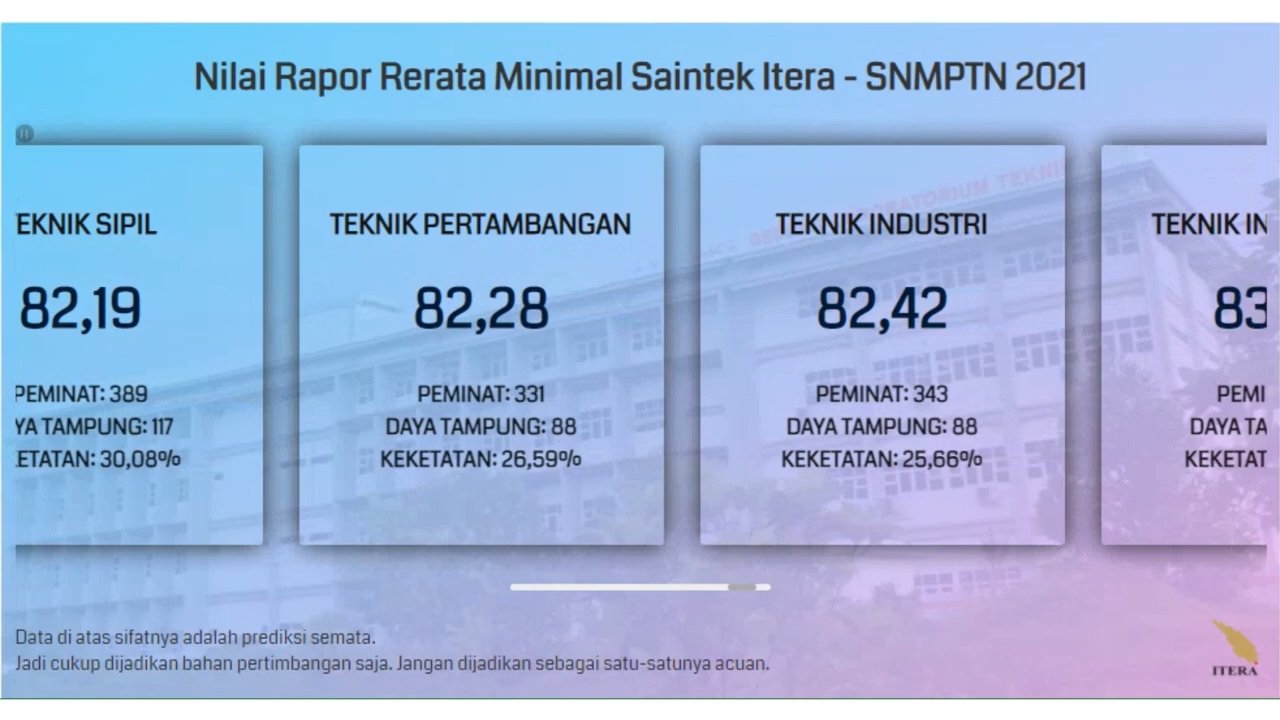 Nilai Rapor Rerata Minimal Saintek Itera - SNMPTN 2021
EKNIK SIPIL
82,19
PEMINAT: 389
YA TAMPUNG: 117
ETATAN: 30,08%
TEKNIK PERTAMBANGAN
82,28
PEMINAT: 331
DAYA TAMPUNG: 88
KEKETATAN: 26,59%
TEKNIK INDUSTRI
82,42
PEMINAT: 343
DAYA TAMPUNG: 88
KEKETATAN: 25,66%
TEKNIK IN
83
PEMI
DAYA TA
KEKETAT
LABORATORIUM TEKNIK
Data di atas sifatnya adalah prediksi semata.
Jadi cukup dijadikan bahan pertimbangan saja. Jangan dijadikan sebagai satu-satunya acuan.
ITERA